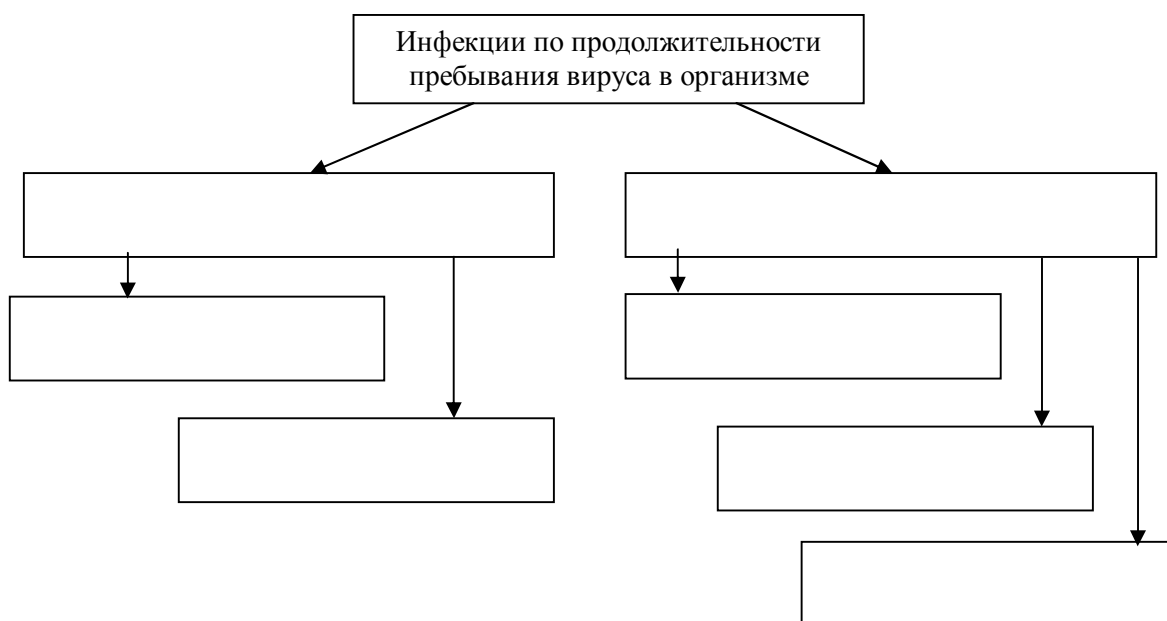 Инфекции по продолжительности
пребывания вируса в организме